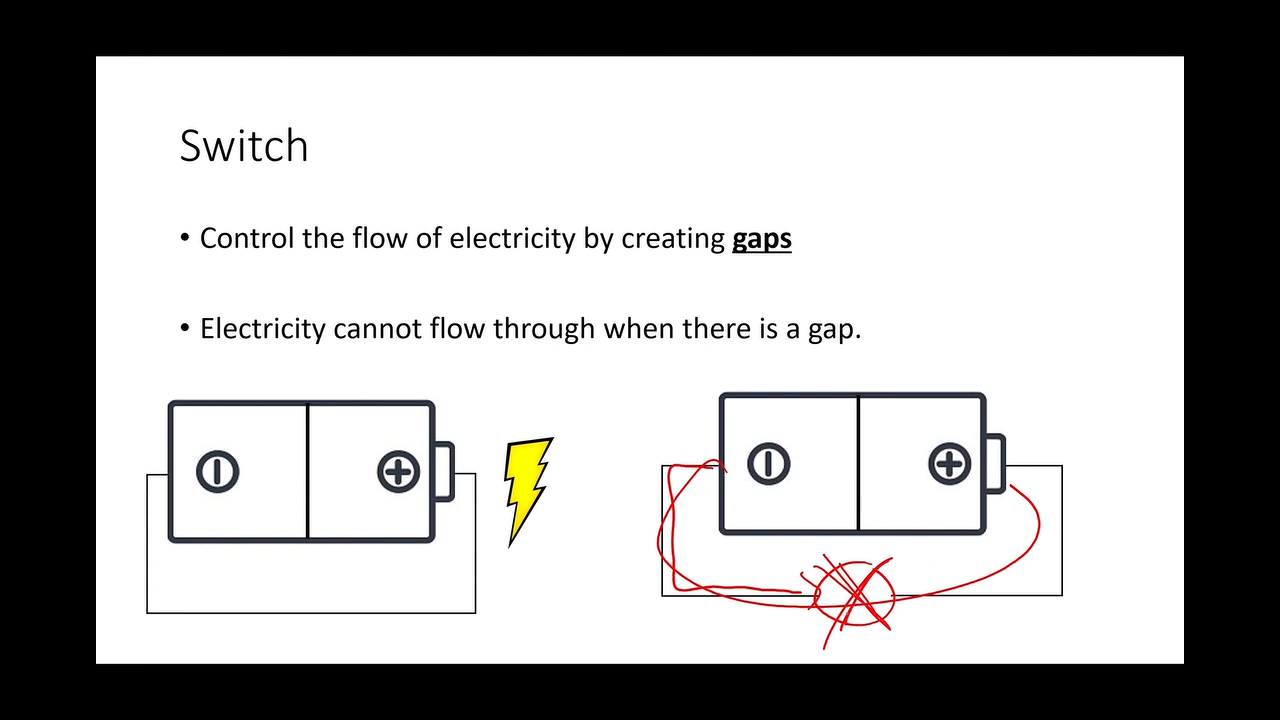 Switch
• Control the flow of electricity by creating gaps
• Electricity cannot flow through when there is a gap.